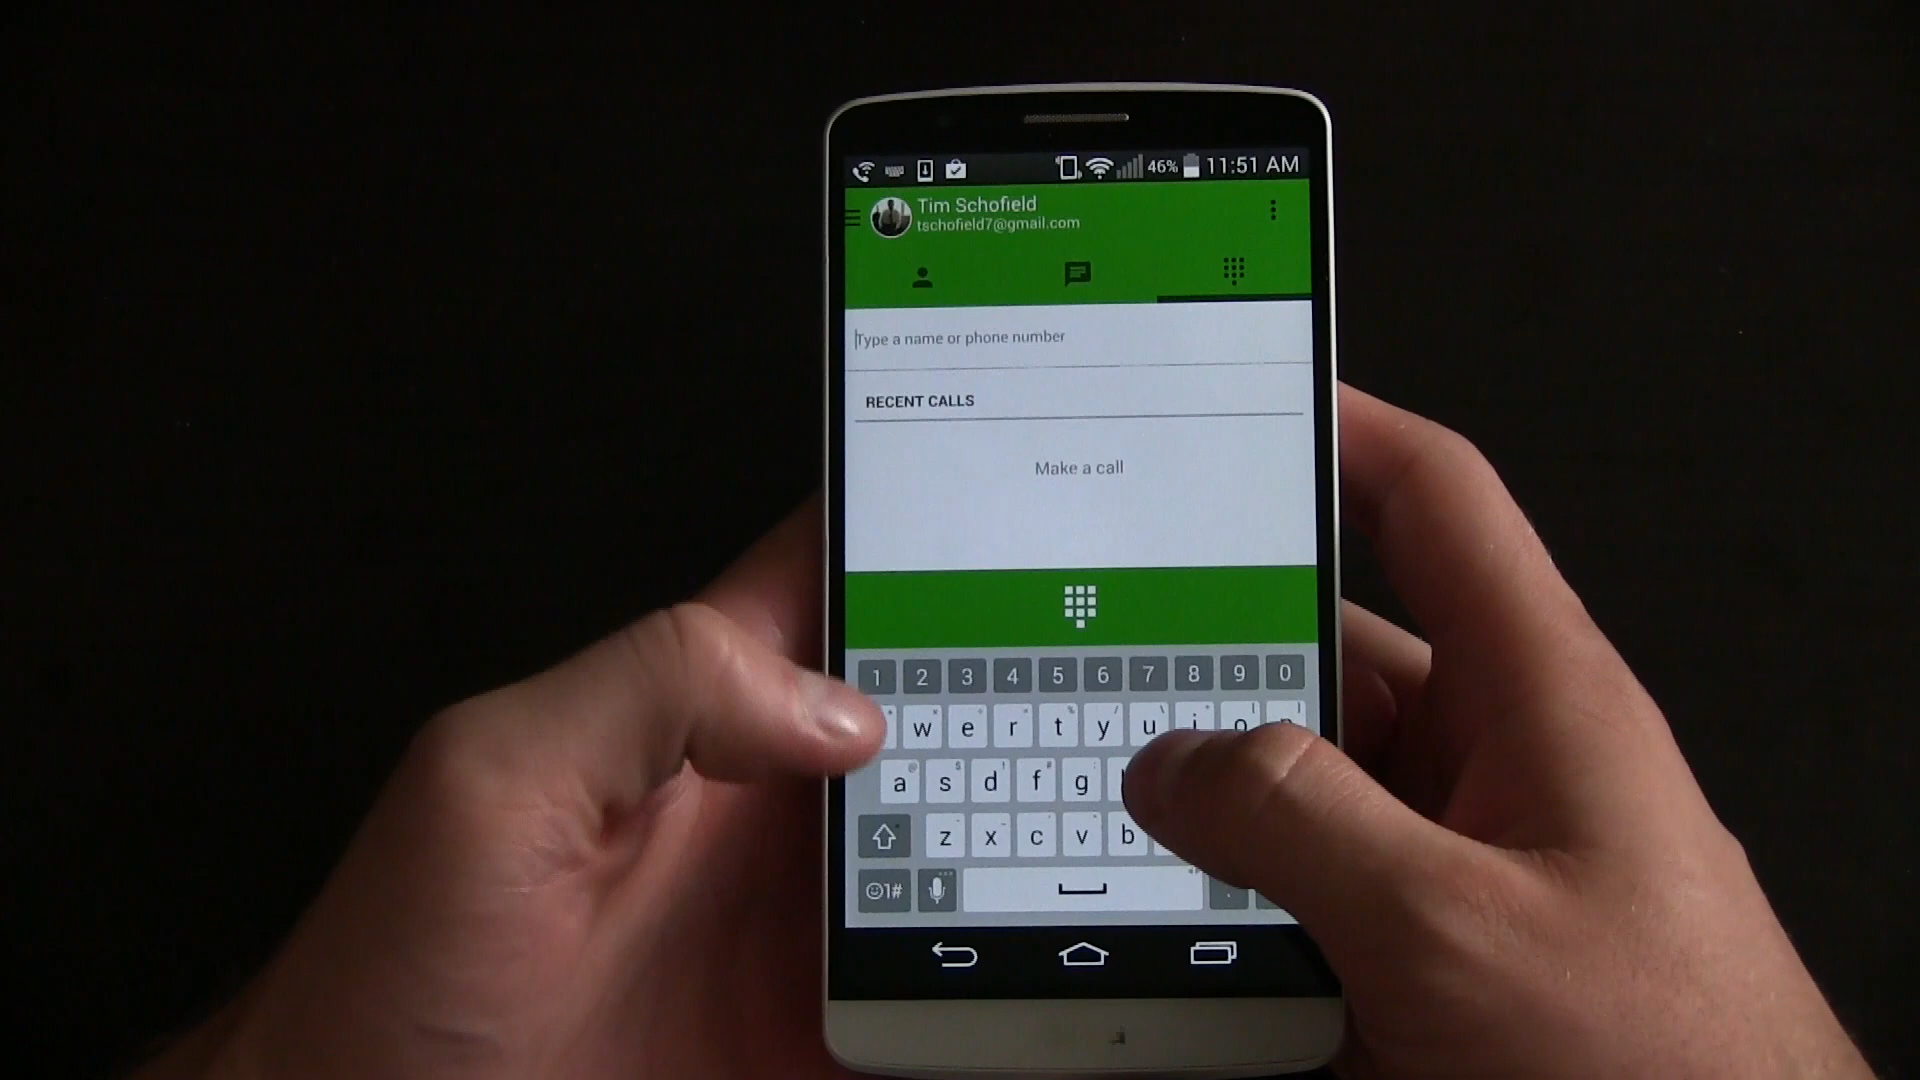 46% 11:51 AM
Tim Schofield
tschofield7@gmail.com
Type a name or phone number
RECENT CALLS
Make a call
1 2 3 4 5 6 7 8 9 0
w e r t y u i o p
a s d f g
z x c v b
1#